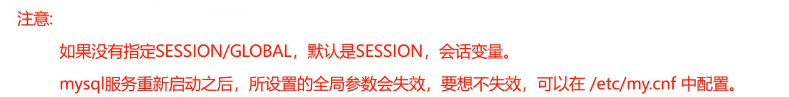 注意:
如果没有指定SESSION/GLOBAL，默认是SESSION，会话变量。
mysql服务重新启动之后，所设置的全局参数会失效，要想不失效，可以在 /etc/my.cnf 中配置。